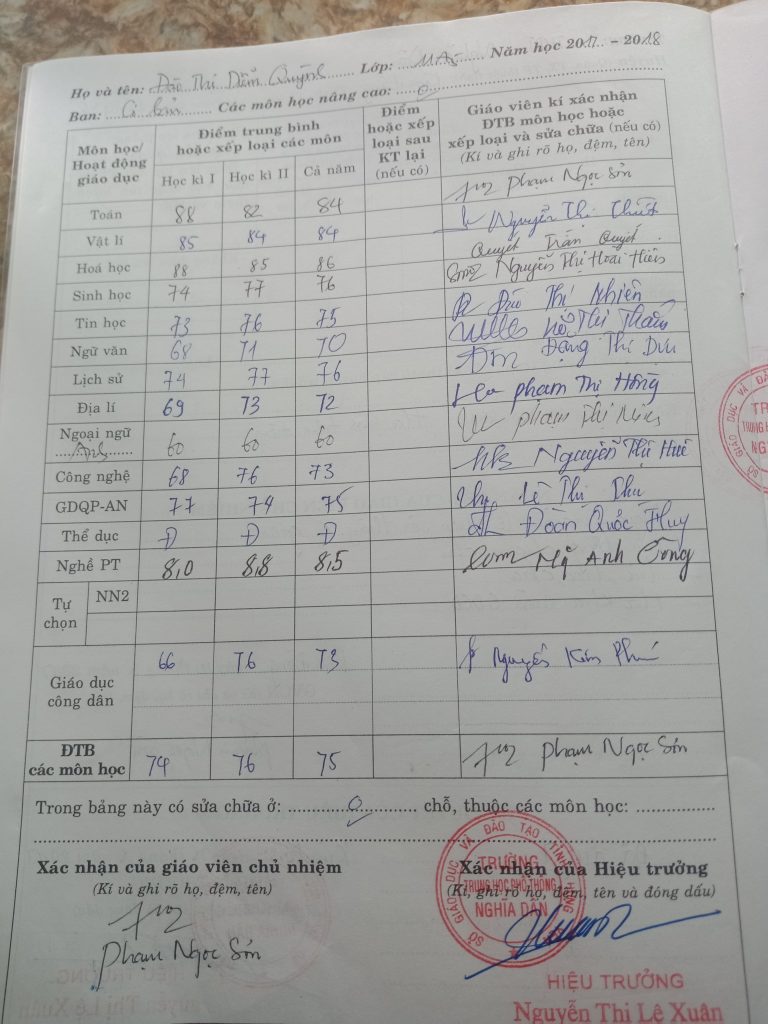 Họ và tên: Đào Thị Diễm Quỳnh Lớp: 11A5 Năm học 2017 - 2018
Ban: Cơ bản Các môn học nâng cao: 0
Môn học/ Hoạt động giáo dục
Điểm trung bình hoặc xếp loại các môn
Học kì I Học kì II Cả năm
Điểm hoặc xếp loại sau KT lại (nếu có)
Giáo viên kí xác nhận ĐTB môn học hoặc xếp loại và sửa chữa (nếu có)
(Kí và ghi rõ họ, đệm, tên)
Toán 88 82 84 Phạm Ngọc Sơn
Vật lí 85 84 84 Nguyễn Thị
Hoá học 88 85 86 Quyết Trần Quyết
Sinh học 74 77 76 Nguyễn Thị Hoài
Tin học 73 76 75 Thị Nhiên
Ngữ văn 68 71 70 Thị
Lịch sử 74 77 76 Đặng Thị Dịu
Địa lí 69 73 72 Phạm Thị Hồng
Ngoại ngữ Anh 60 60 60 Phạm Thị
Công nghệ 68 76 73 Nguyễn Thị Huê
GDQP-AN 77 74 75 Lê Thị Thu
Thể dục Đ Đ Đ Đoàn Quốc Huy
Nghề PT 8,0 8,8 8,5 Anh
Tự chọn NN2
Giáo dục công dân 66 76 73 Nguyễn Kim
ĐTB các môn học 74 76 75 Phạm Ngọc Sơn
Trong bảng này có sửa chữa ở: 0 chỗ, thuộc các môn học:
Xác nhận của giáo viên chủ nhiệm
(Kí và ghi rõ họ, đệm, tên)
Phạm Ngọc Sơn
Xác nhận của Hiệu trưởng
(Kí, ghi rõ họ, đệm, tên và đóng dấu)
SỞ GIÁO DỤC VÀ ĐÀO TẠO TỈNH
TRƯỜNG
TRUNG HỌC PHỔ THÔNG
NGHĨA DÂN
HIỆU TRƯỞNG
Nguyễn Thị Lê Xuân